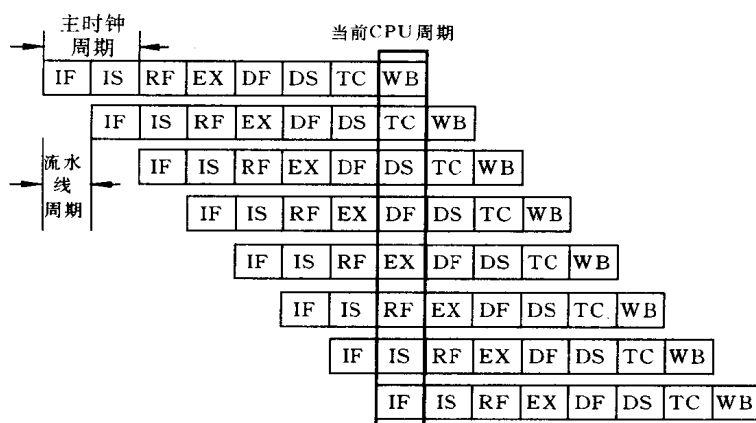 主时钟
周期
当前CPU周期
IF IS RF EX DF DS TC WB
IF IS RF EX DF DS TC WB
流水
线
周期
IF IS RF EX DF DS TC WB
IF IS RF EX DF DS TC WB
IF IS RF EX DF DS TC WB
IF IS RF EX DF DS TC WB
IF IS RF EX DF DS TC WB
IF IS RF EX DF DS TC WB